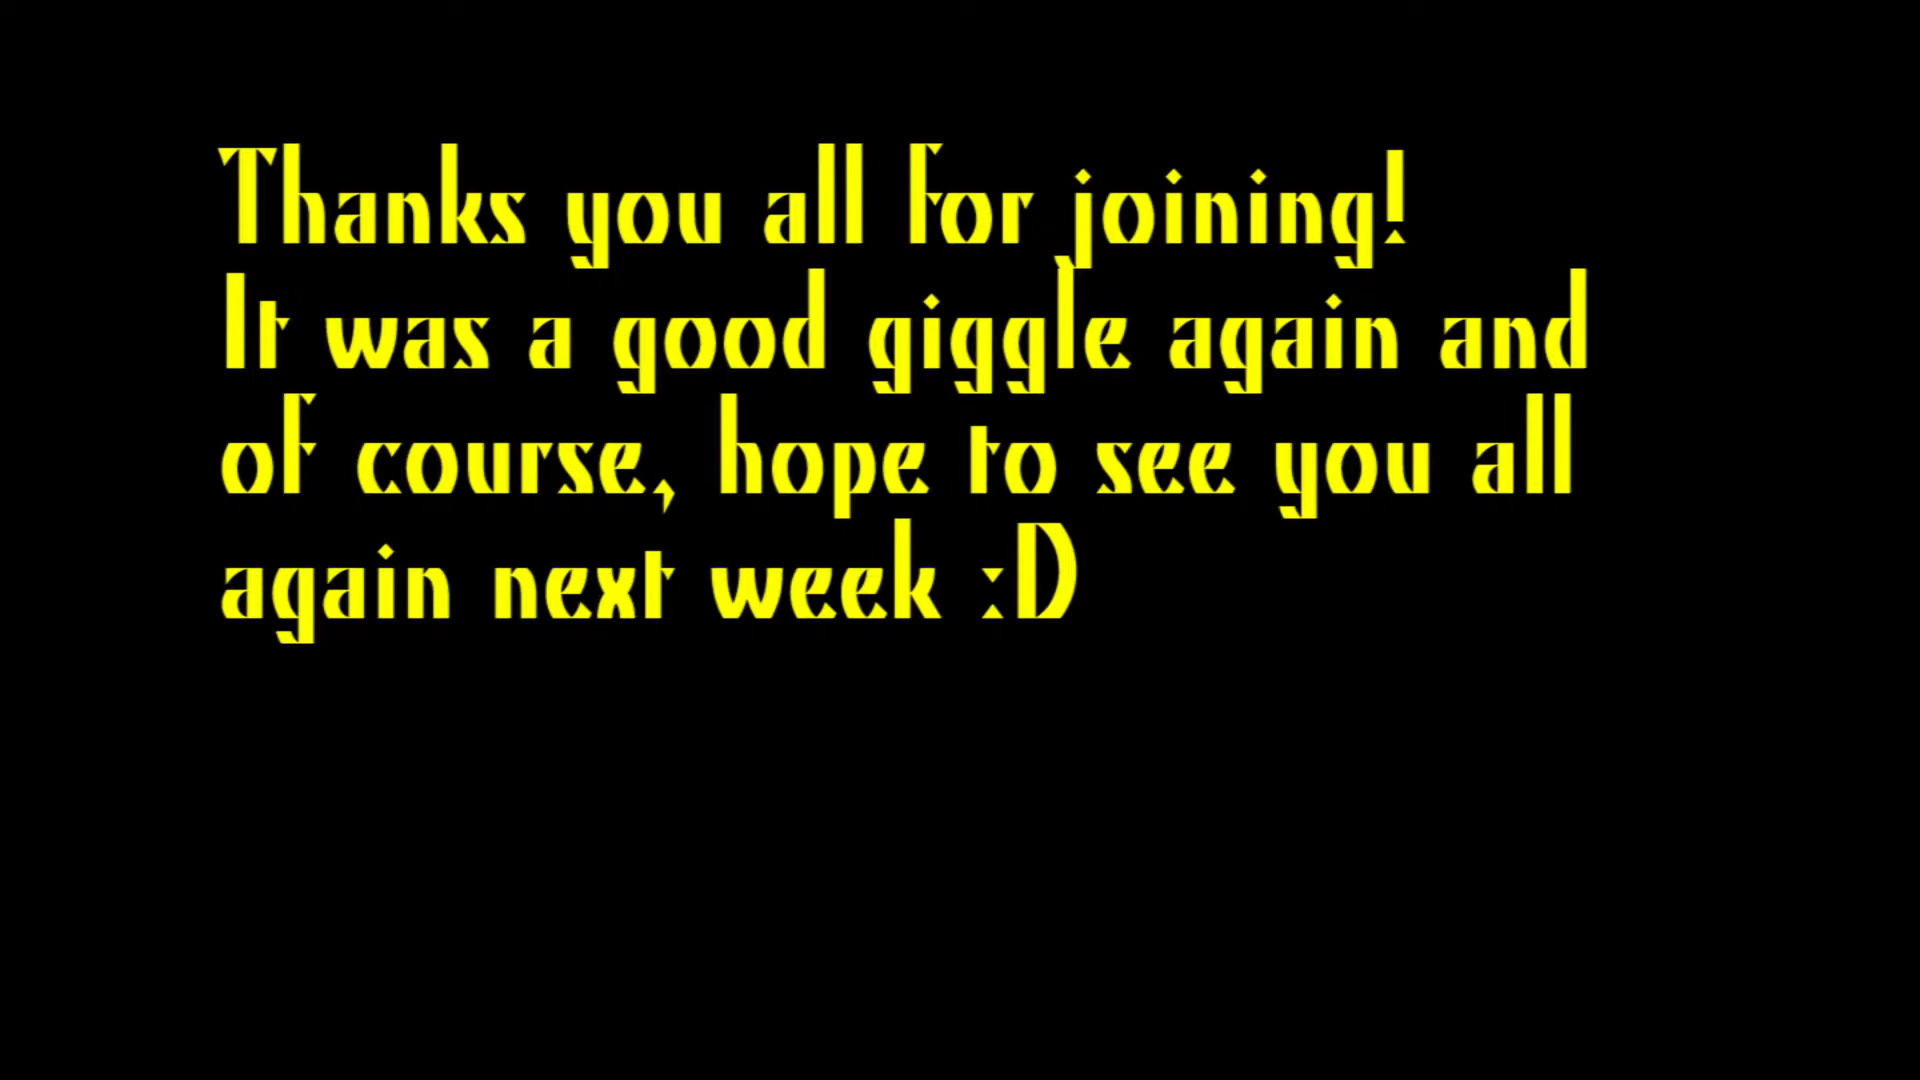 Thanks you all for joining!
It was a good giggle again and
of course, hope to see you all
again next week :D